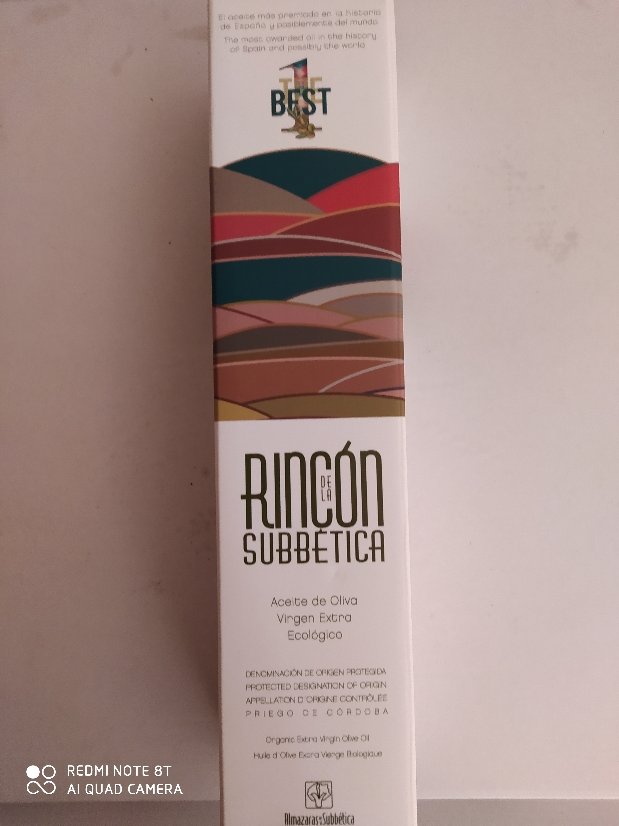 El aceite más premiado en la historia
de España y posiblemente del mundo
The most awarded oil in the history
of Spain and possibly the world
1
THE
BEST
RINCÓN
DE
LA
SUBBÉTICA
Aceite de Oliva
Virgen Extra
Ecológico
DENOMINACIÓN DE ORIGEN PROTEGIDA
PROTECTED DESIGNATION OF ORIGIN
APPELLATION D´ORIGINE CONTRÔLÉE
PRIEGO DE CÓRDOBA
Organic Extra Virgin Olive Oil
Huile d´Olive Extra Vierge Biologique
Almazaras de la Subbética
REDMI NOTE 8T
AI QUAD CAMERA